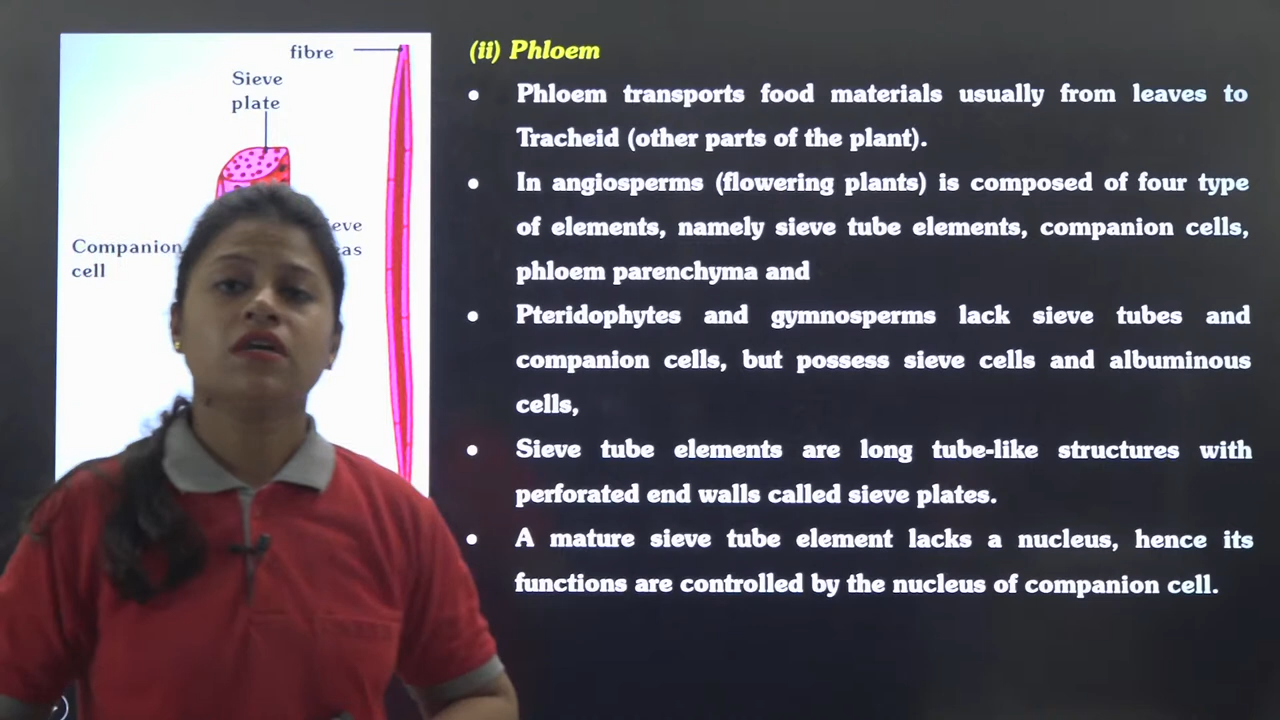 fibre
Sieve
plate
Companion
cell
(ii) Phloem
• Phloem transports food materials usually from leaves to
Tracheid (other parts of the plant).
• In angiosperms (flowering plants) is composed of four type
of elements, namely sieve tube elements, companion cells,
phloem parenchyma and
• Pteridophytes and gymnosperms lack sieve tubes and
companion cells, but possess sieve cells and albuminous
cells,
• Sieve tube elements are long tube-like structures with
perforated end walls called sieve plates.
• A mature sieve tube element lacks a nucleus, hence its
functions are controlled by the nucleus of companion cell.